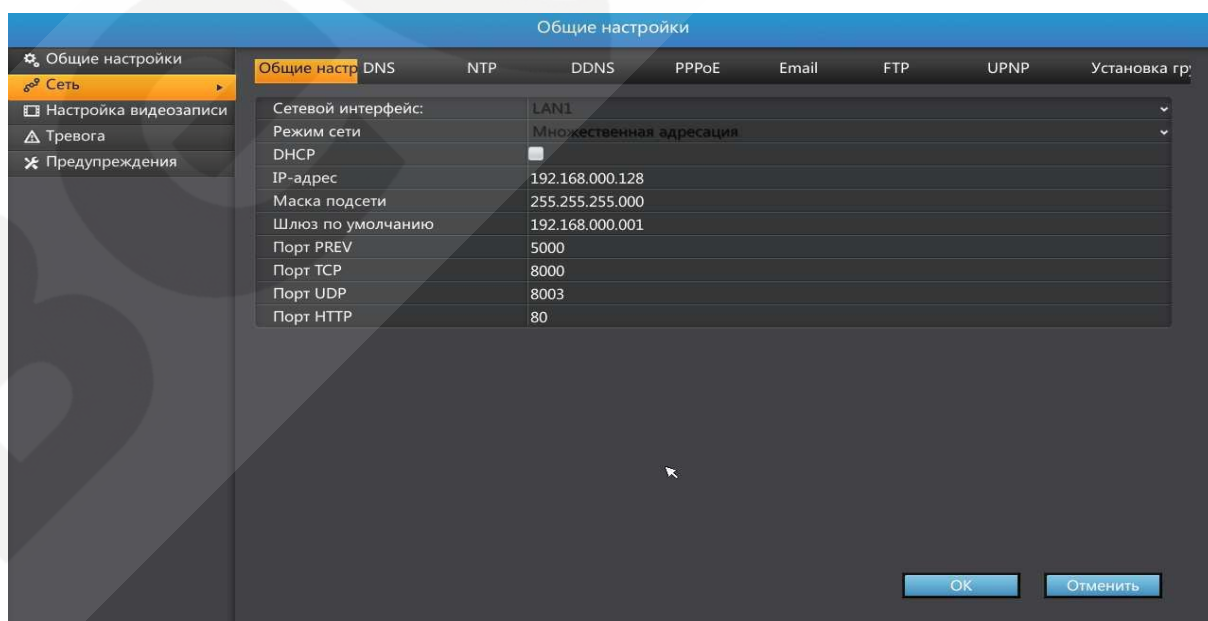 Общие настройки
Общие настройки
Сеть
Настройка видеозаписи
Тревога
Предупреждения
Общие настр DNS NTP DDNS PPPoE Email FTP UPNP Установка гру
Сетевой интерфейс: LAN1
Режим сети Множественная адресация
DHCP
IP-адрес 192.168.000.128
Маска подсети 255.255.255.000
Шлюз по умолчанию 192.168.000.001
Порт PREV 5000
Порт TCP 8000
Порт UDP 8003
Порт HTTP 80
OK Отменить